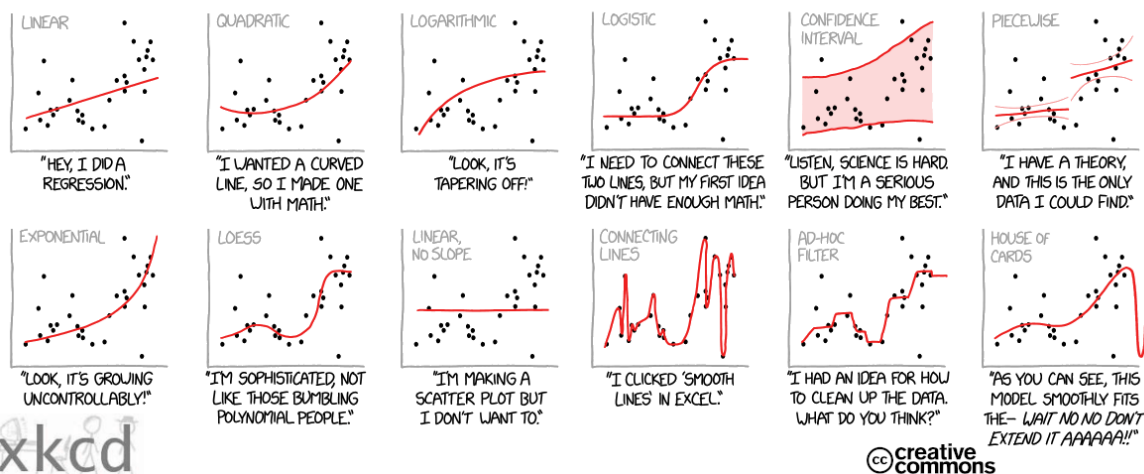 LINEAR
"HEY, I DID A
REGRESSION."
QUADRATIC
"I WANTED A CURVED
LINE, SO I MADE ONE
WITH MATH."
LOGARITHMIC
"LOOK, IT'S
TAPERING OFF!"
LOGISTIC
"I NEED TO CONNECT THESE
TWO LINES, BUT MY FIRST IDEA
DIDN'T HAVE ENOUGH MATH."
CONFIDENCE
INTERVAL
"LISTEN, SCIENCE IS HARD.
BUT I'M A SERIOUS
PERSON DOING MY BEST."
PIECEWISE
"I HAVE A THEORY,
AND THIS IS THE ONLY
DATA I COULD FIND."
EXPONENTIAL
"LOOK, IT'S GROWING
UNCONTROLLABLY!"
LOESS
"I'M SOPHISTICATED, NOT
LIKE THOSE BUMBLING
POLYNOMIAL PEOPLE."
LINEAR,
NO SLOPE
"I'M MAKING A
SCATTER PLOT BUT
I DON'T WANT TO."
CONNECTING
LINES
"I CLICKED 'SMOOTH
LINES' IN EXCEL."
AD-HOC
FILTER
"I HAD AN IDEA FOR HOW
TO CLEAN UP THE DATA.
WHAT DO YOU THINK?"
HOUSE OF
CARDS
"AS YOU CAN SEE, THIS
MODEL SMOOTHLY FITS
THE- WAIT NO NO DON'T
EXTEND IT AAAAAA!!"
xkcd
cc creative
commons